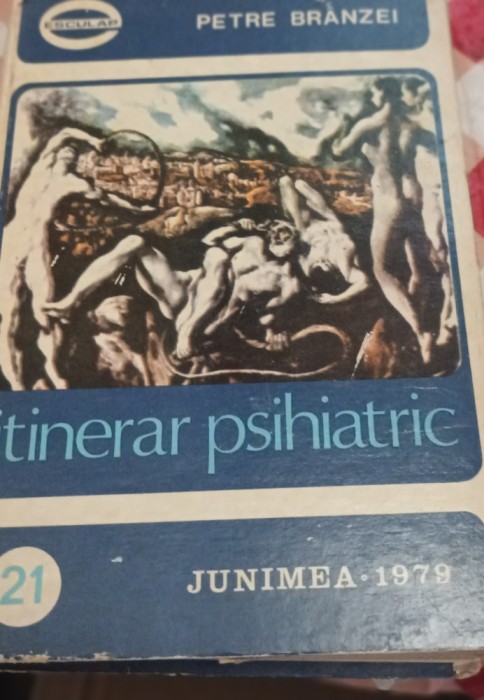 ESCULAP
PETRE BRÂNZEI
itinerar psihiatric
21
JUNIMEA·1979